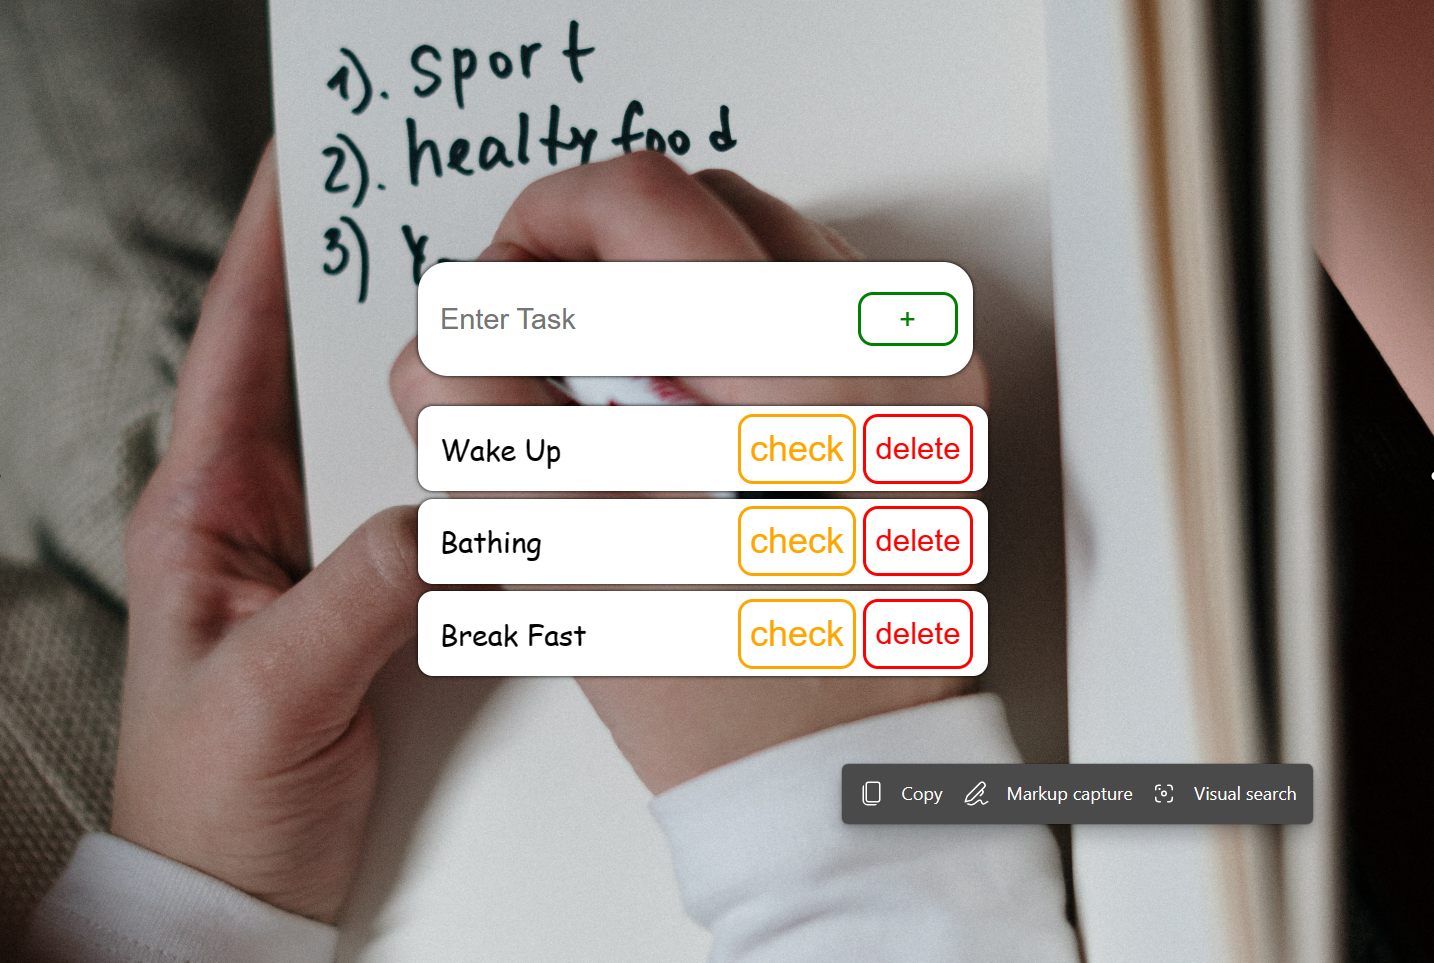 1). sport
2). healty food
3)
Enter Task +
Wake Up check delete
Bathing check delete
Break Fast check delete
Copy Markup capture Visual search